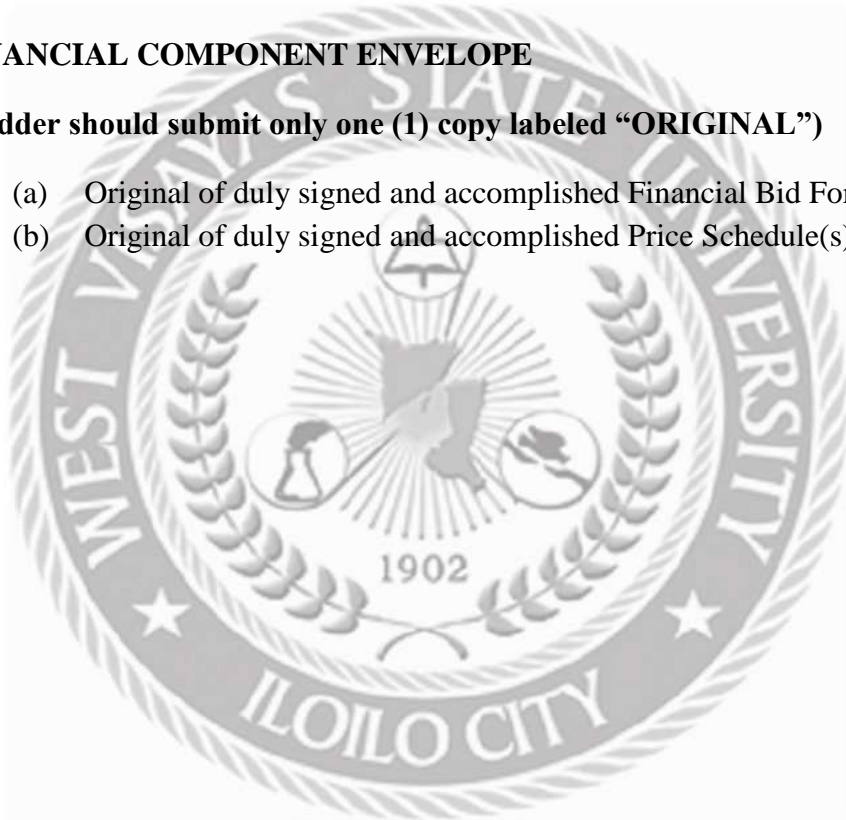 NANCIAL COMPONENT ENVELOPE
dder should submit only one (1) copy labeled “ORIGINAL”)
(a) Original of duly signed and accomplished Financial Bid For
(b) Original of duly signed and accomplished Price Schedule(s)
WEST VISAYAS STATE UNIVERSITY
1902
ILOILO CITY